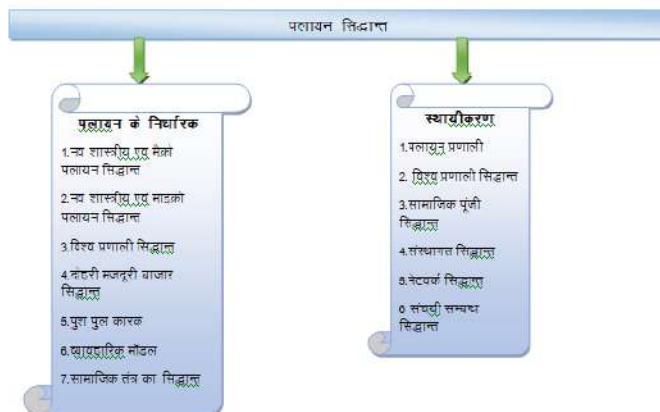 पलायन सिद्धान्त
पलायन के निर्धारक
1.नव शास्त्रीय एवं मैक्रो
पलायन सिद्धान्त
2.नव शास्त्रीय एवं माइक्रो
पलायन सिद्धान्त
3.विश्व प्रणाली सिद्धान्त
4.दोहरी मजदूरी बाजार
सिद्धान्त
5.पुश पुल कारक
6.व्यावहारिक मॉडल
7.सामाजिक तंत्र का सिद्धान्त
स्थायीकरण
1.पलायन प्रणाली
2. विश्व प्रणाली सिद्धान्त
3.सामाजिक पूंजी
सिद्धान्त
4.संस्थागत सिद्धान्त
5.नेटवर्क सिद्धान्त
6 संचयी सम्बन्ध
सिद्धान्त